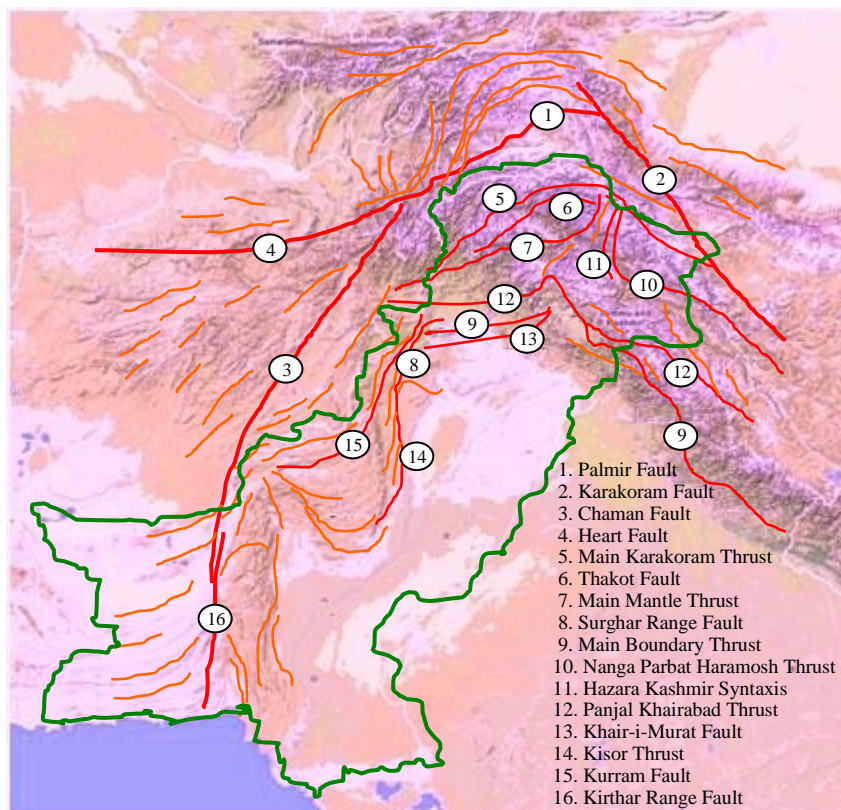 1
2
5
6
4
7
11
10
12
9
13
3
8
12
15
14
9
16
1. Palmir Fault
2. Karakoram Fault
3. Chaman Fault
4. Heart Fault
5. Main Karakoram Thrust
6. Thakot Fault
7. Main Mantle Thrust
8. Surghar Range Fault
9. Main Boundary Thrust
10. Nanga Parbat Haramosh Thrust
11. Hazara Kashmir Syntaxis
12. Panjal Khairabad Thrust
13. Khair-i-Murat Fault
14. Kisor Thrust
15. Kurram Fault
16. Kirthar Range Fault